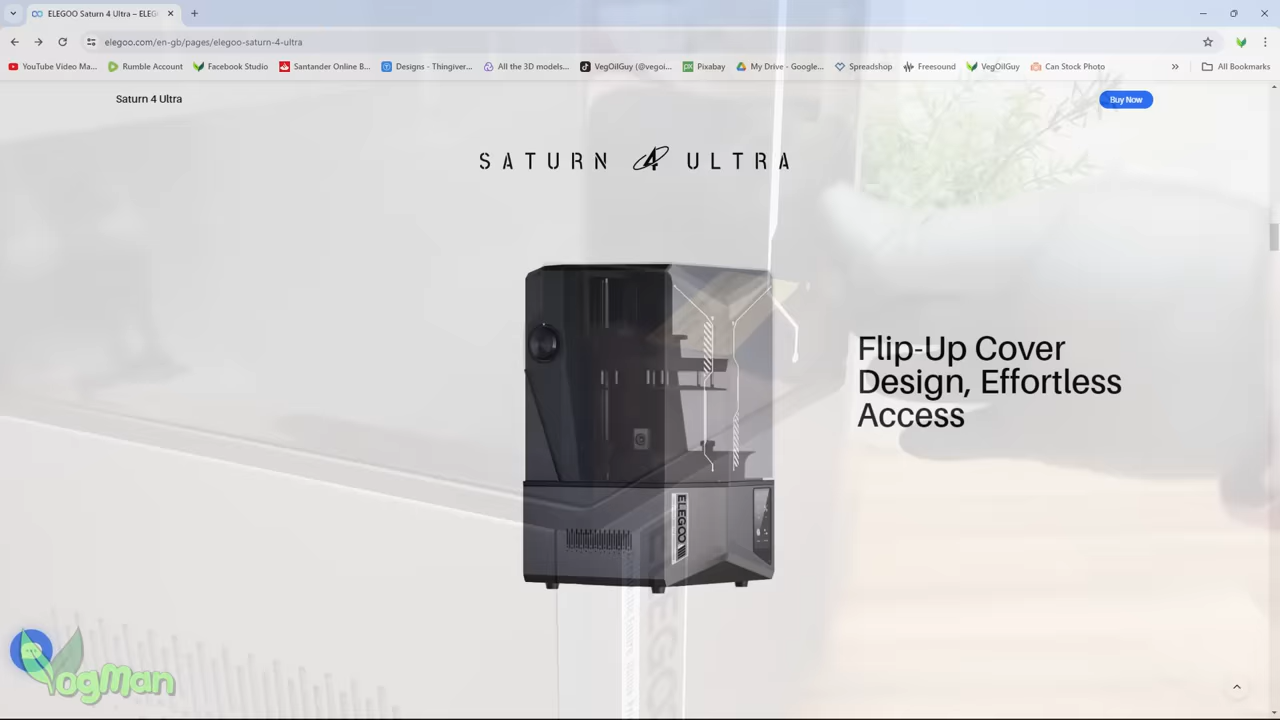 ELEGOO Saturn 4 Ultra – ELEG
elegoo.com/en-gb/pages/elegoo-saturn-4-ultra
YouTube Video Ma...
Rumble Account
Facebook Studio
Santander Online B...
Designs - Thingiver...
All the 3D models...
VegOilGuy (@vegoi...
Pixabay
My Drive - Google...
Spreadshop
Freesound
VegOilGuy
Can Stock Photo
All Bookmarks
Saturn 4 Ultra
Buy Now
SATURN 4 ULTRA
Flip-Up Cover
Design, Effortless
Access
ELEGOO
ELEGOO
VogMan